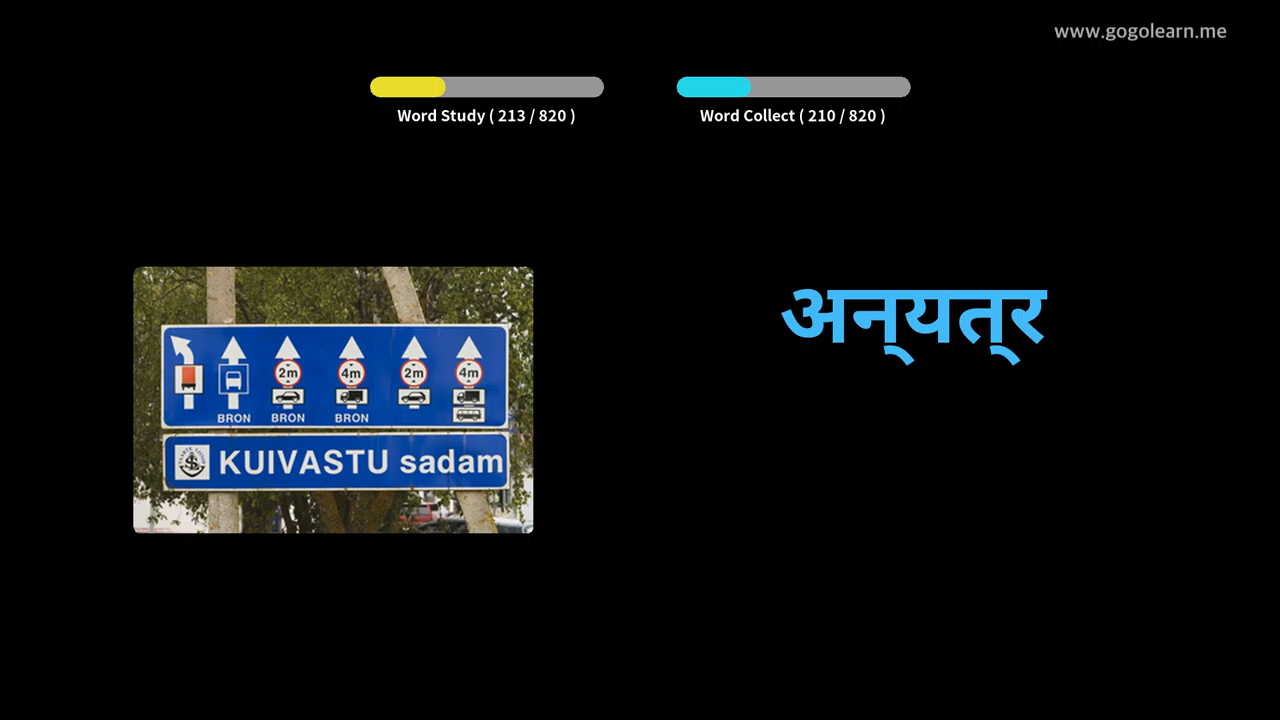 www.gogolearn.me
Word Study ( 213 / 820 )
Word Collect ( 210 / 820 )
अन्‌यत्‌र
2m 4m 2m 4m
BRON BRON BRON
KUIVASTU sadam